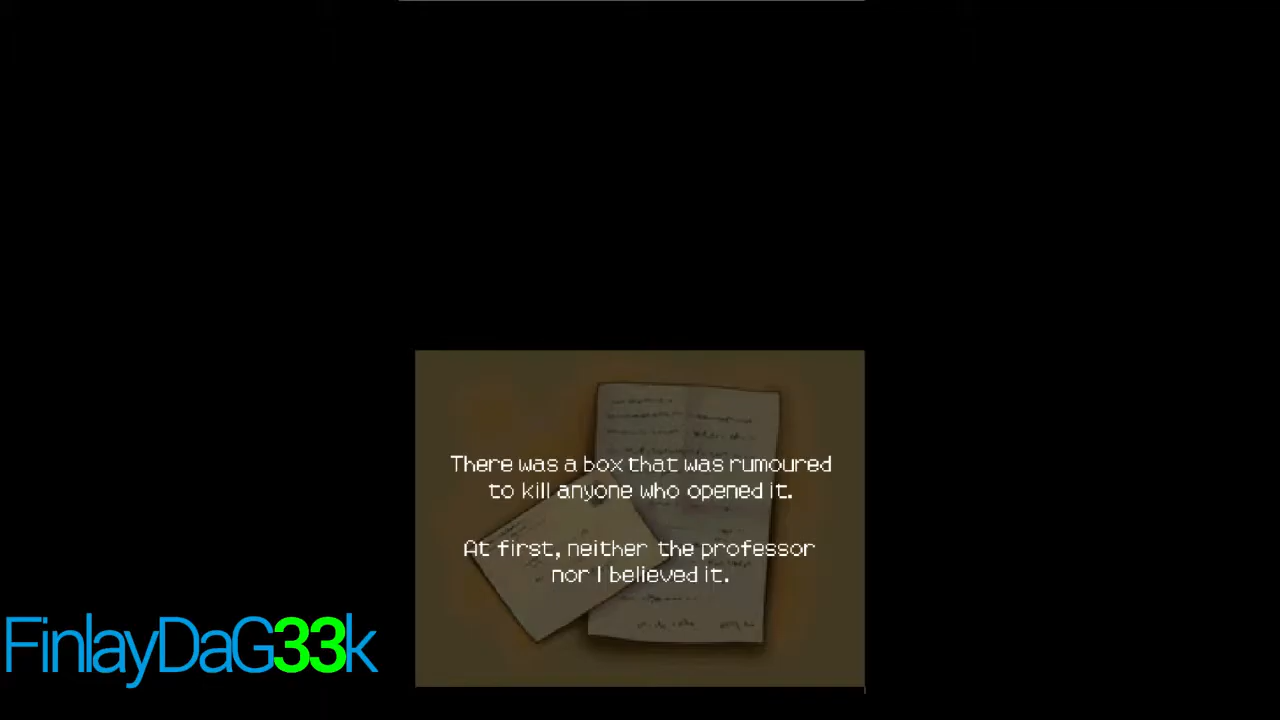 There was a box that was rumoured
to kill anyone who opened it.
At first, neither the professor
nor I believed it.
FinlayDaG33k